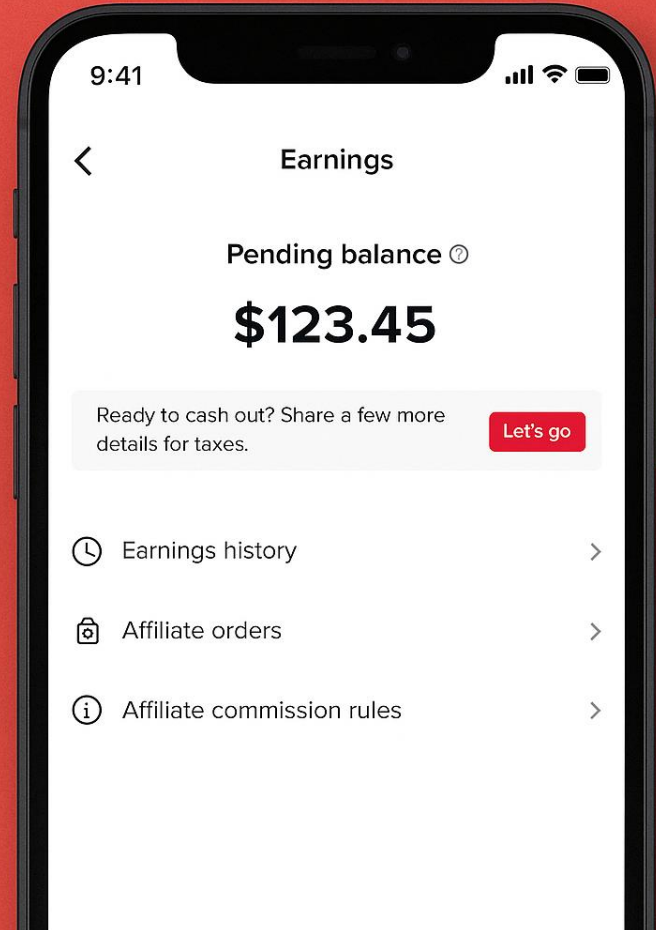 9:41
Earnings
Pending balance
$123.45
Ready to cash out? Share a few more
details for taxes.
Let's go
Earnings history
Affiliate orders
Affiliate commission rules